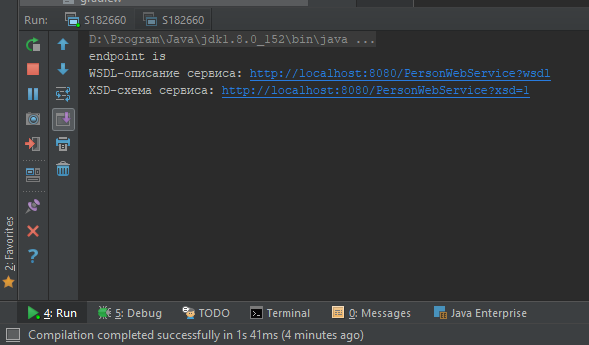 gradlew
Run: S182660 S182660
D:\Program\Java\jdk1.8.0_152\bin\java ...
endpoint is
WSDL-описание сервиса: http://localhost:8080/PersonWebService?wsdl
XSD-схема сервиса: http://localhost:8080/PersonWebService?xsd=1
2: Favorites
4: Run 5: Debug TODO Terminal 0: Messages Java Enterprise
Compilation completed successfully in 1s 41ms (4 minutes ago)